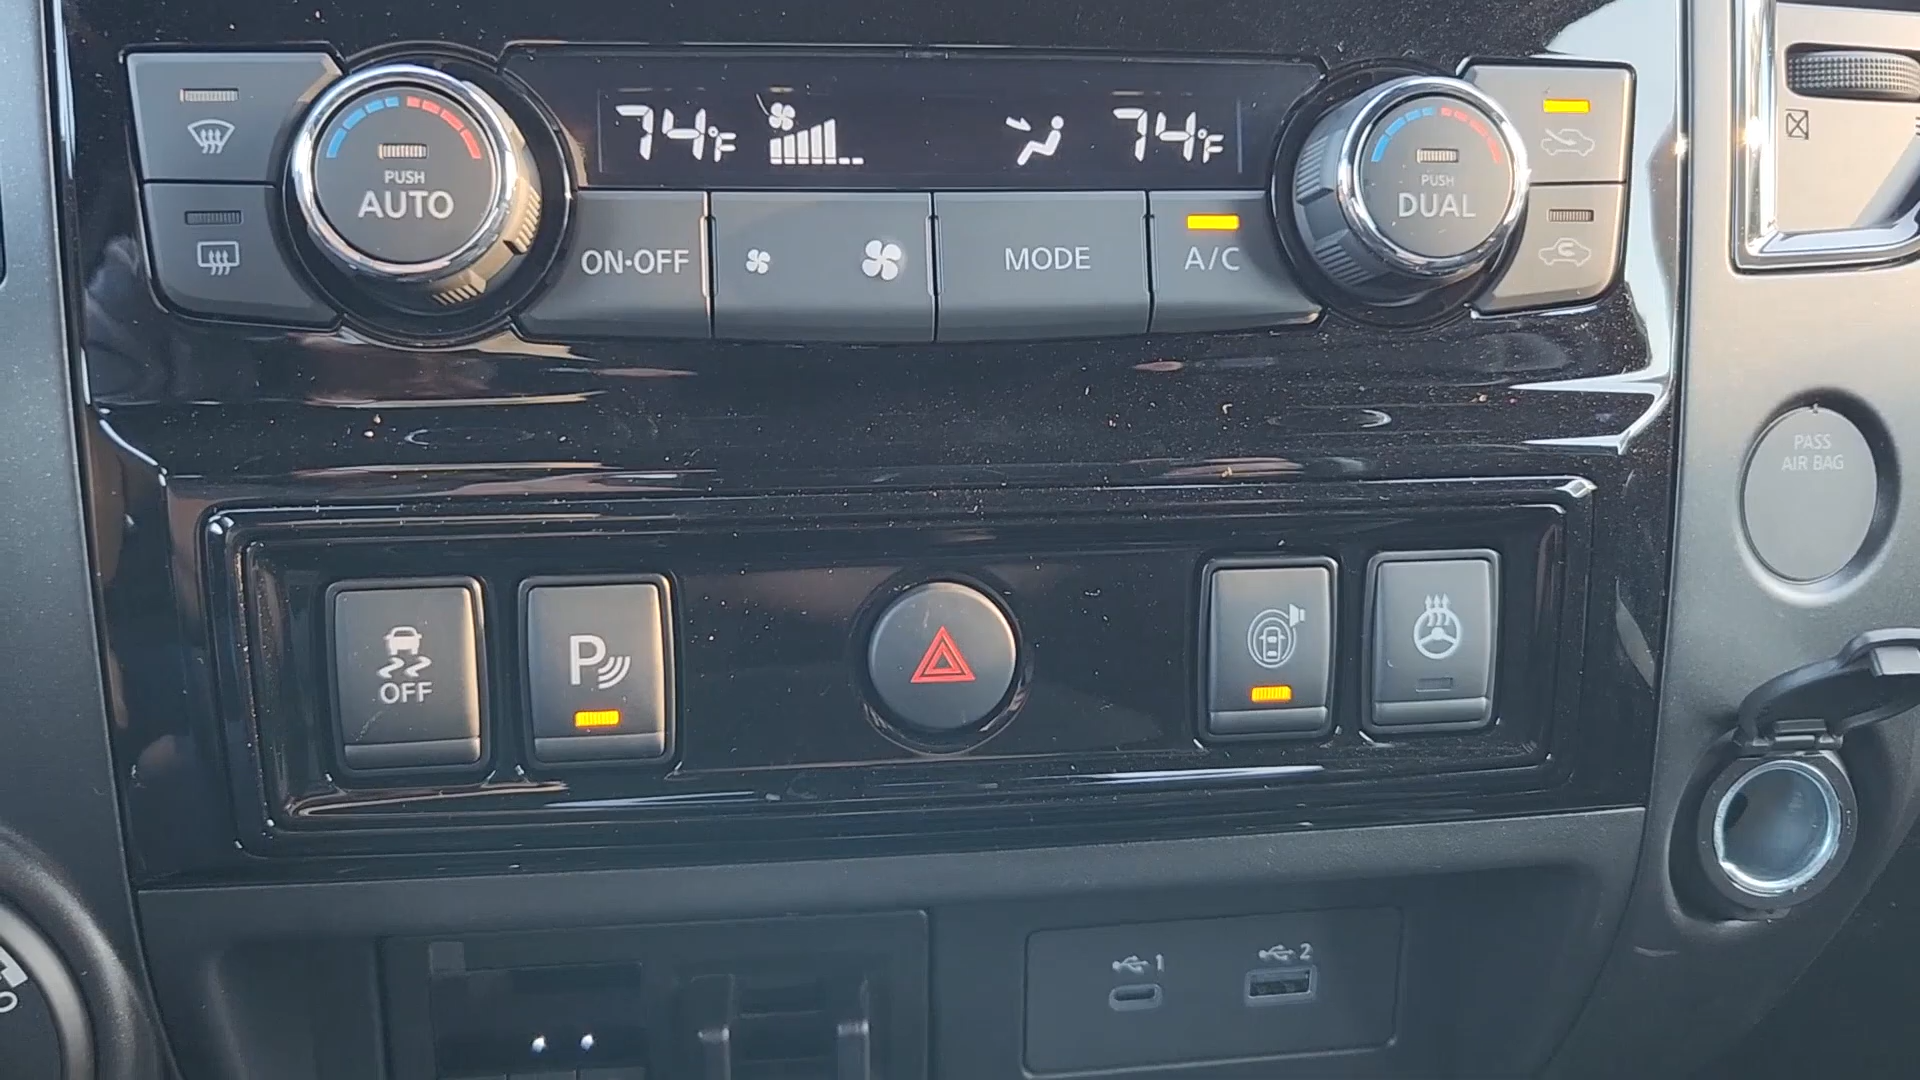 74°F
74°F
PUSH
AUTO
PUSH
DUAL
ON•OFF
MODE
A/C
PASS
AIR BAG
OFF
P
1
2